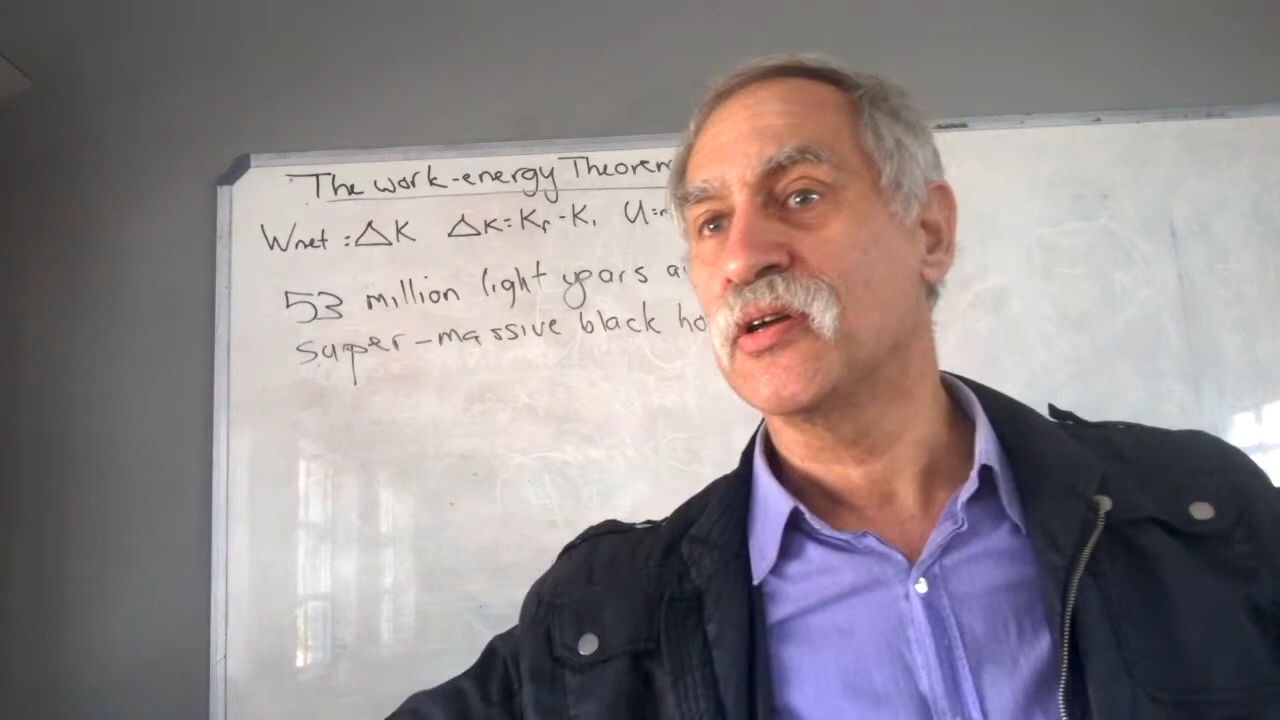 The work-energy Theorem
Wnet : ΔK ΔK = Kf - Ki U =
53 million light years
super-massive black